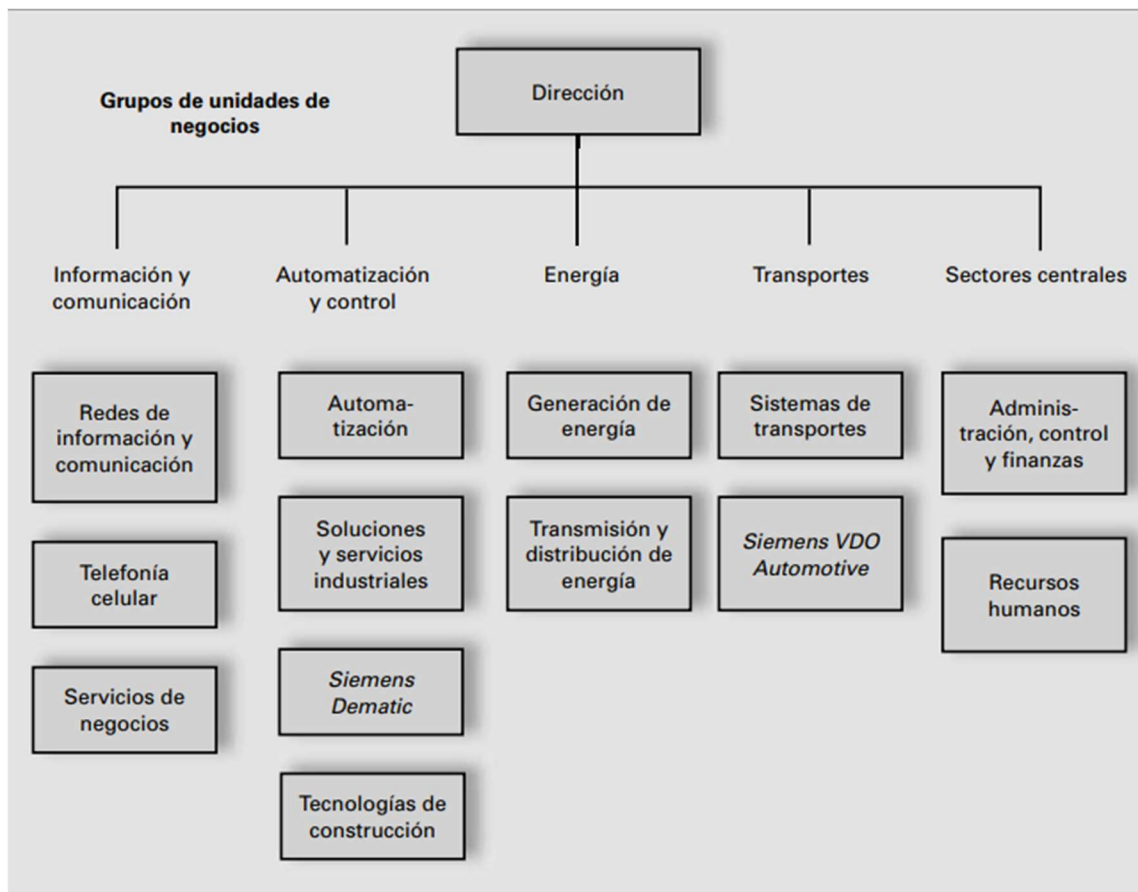 Dirección
Grupos de unidades de
negocios
Información y
comunicación
Automatización
y control
Energía
Transportes
Sectores centrales
Redes de
información y
comunicación
Telefonía
celular
Servicios de
negocios
Automa-
tización
Soluciones
y servicios
industriales
Siemens
Dematic
Tecnologías de
construcción
Generación de
energía
Transmisión y
distribución de
energía
Sistemas de
transportes
Siemens VDO
Automotive
Adminis-
tración, control
y finanzas
Recursos
humanos